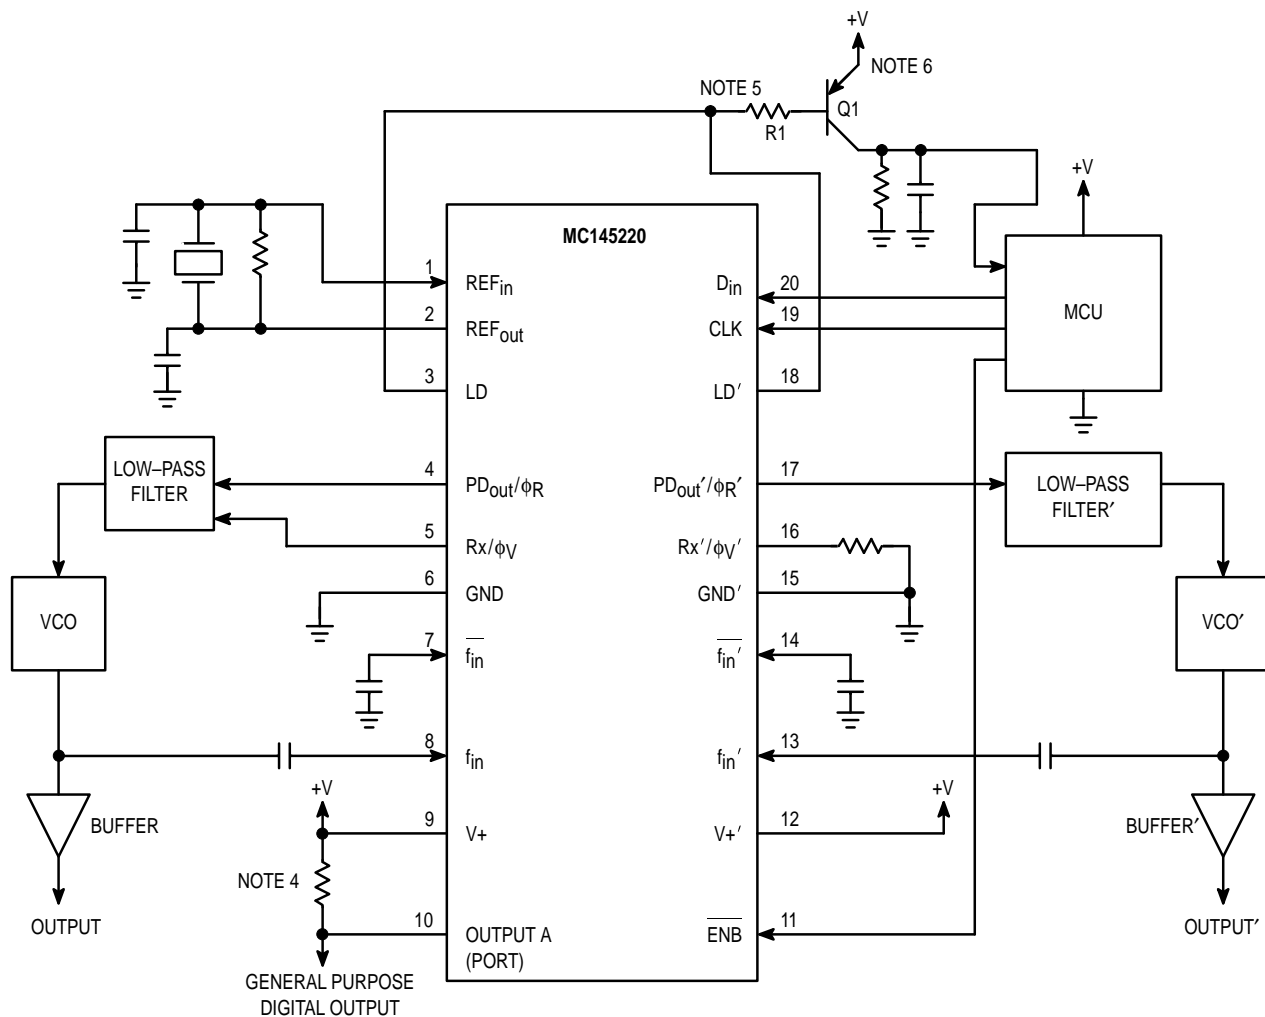 +V
NOTE 6
NOTE 5
Q1
R1
+V
MC145220
1
REFin
Din
20
MCU
2
REFout
CLK
19
3
LD
LD′
18
LOW–PASS
FILTER
4
PDout/ϕR
PDout′/ϕR′
17
LOW–PASS
FILTER′
5
Rx/ϕV
Rx′/ϕV′
16
6
GND
GND′
15
VCO
VCO′
7
fin
fin′
14
8
fin
fin′
13
+V
+V
BUFFER
9
V+
V+′
12
BUFFER′
NOTE 4
OUTPUT
10
OUTPUT A
(PORT)
ENB
11
OUTPUT′
GENERAL PURPOSE
DIGITAL OUTPUT